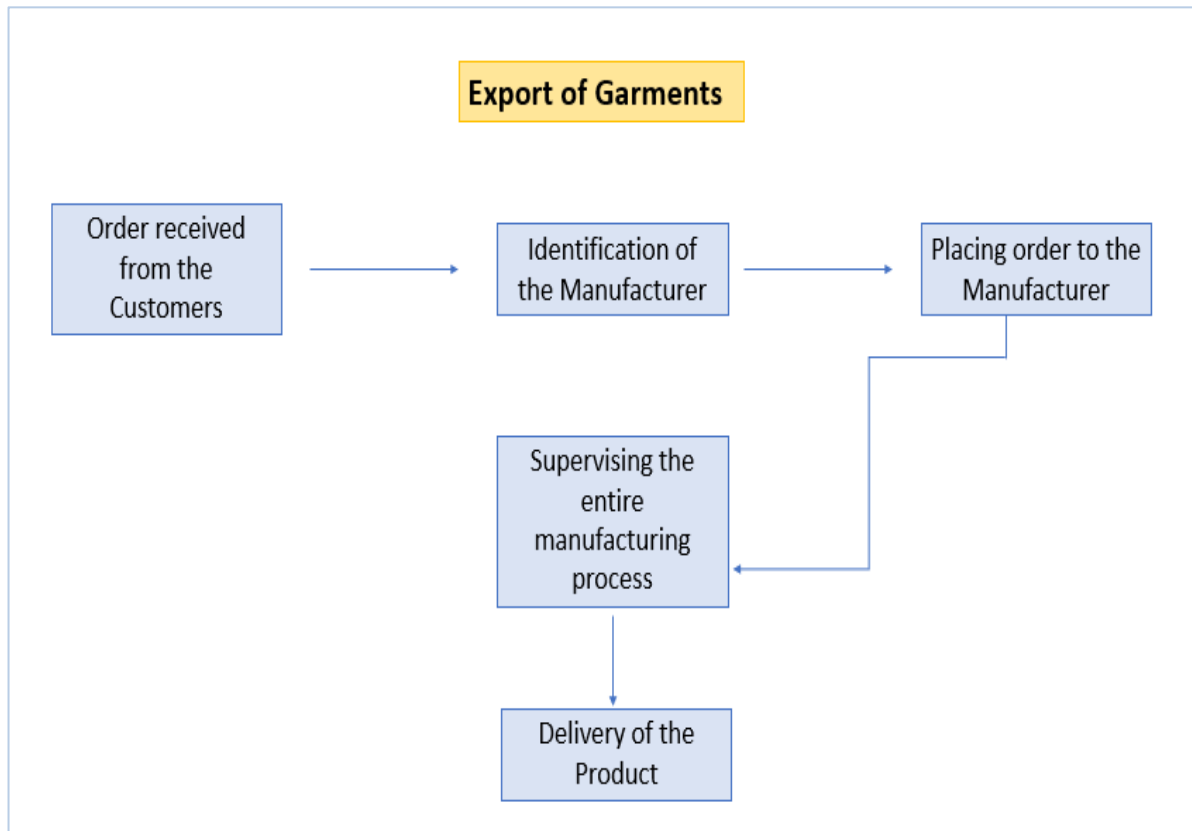 Export of Garments
Order received
from the
Customers
Identification of
the Manufacturer
Placing order to the
Manufacturer
Supervising the
entire
manufacturing
process
Delivery of the
Product